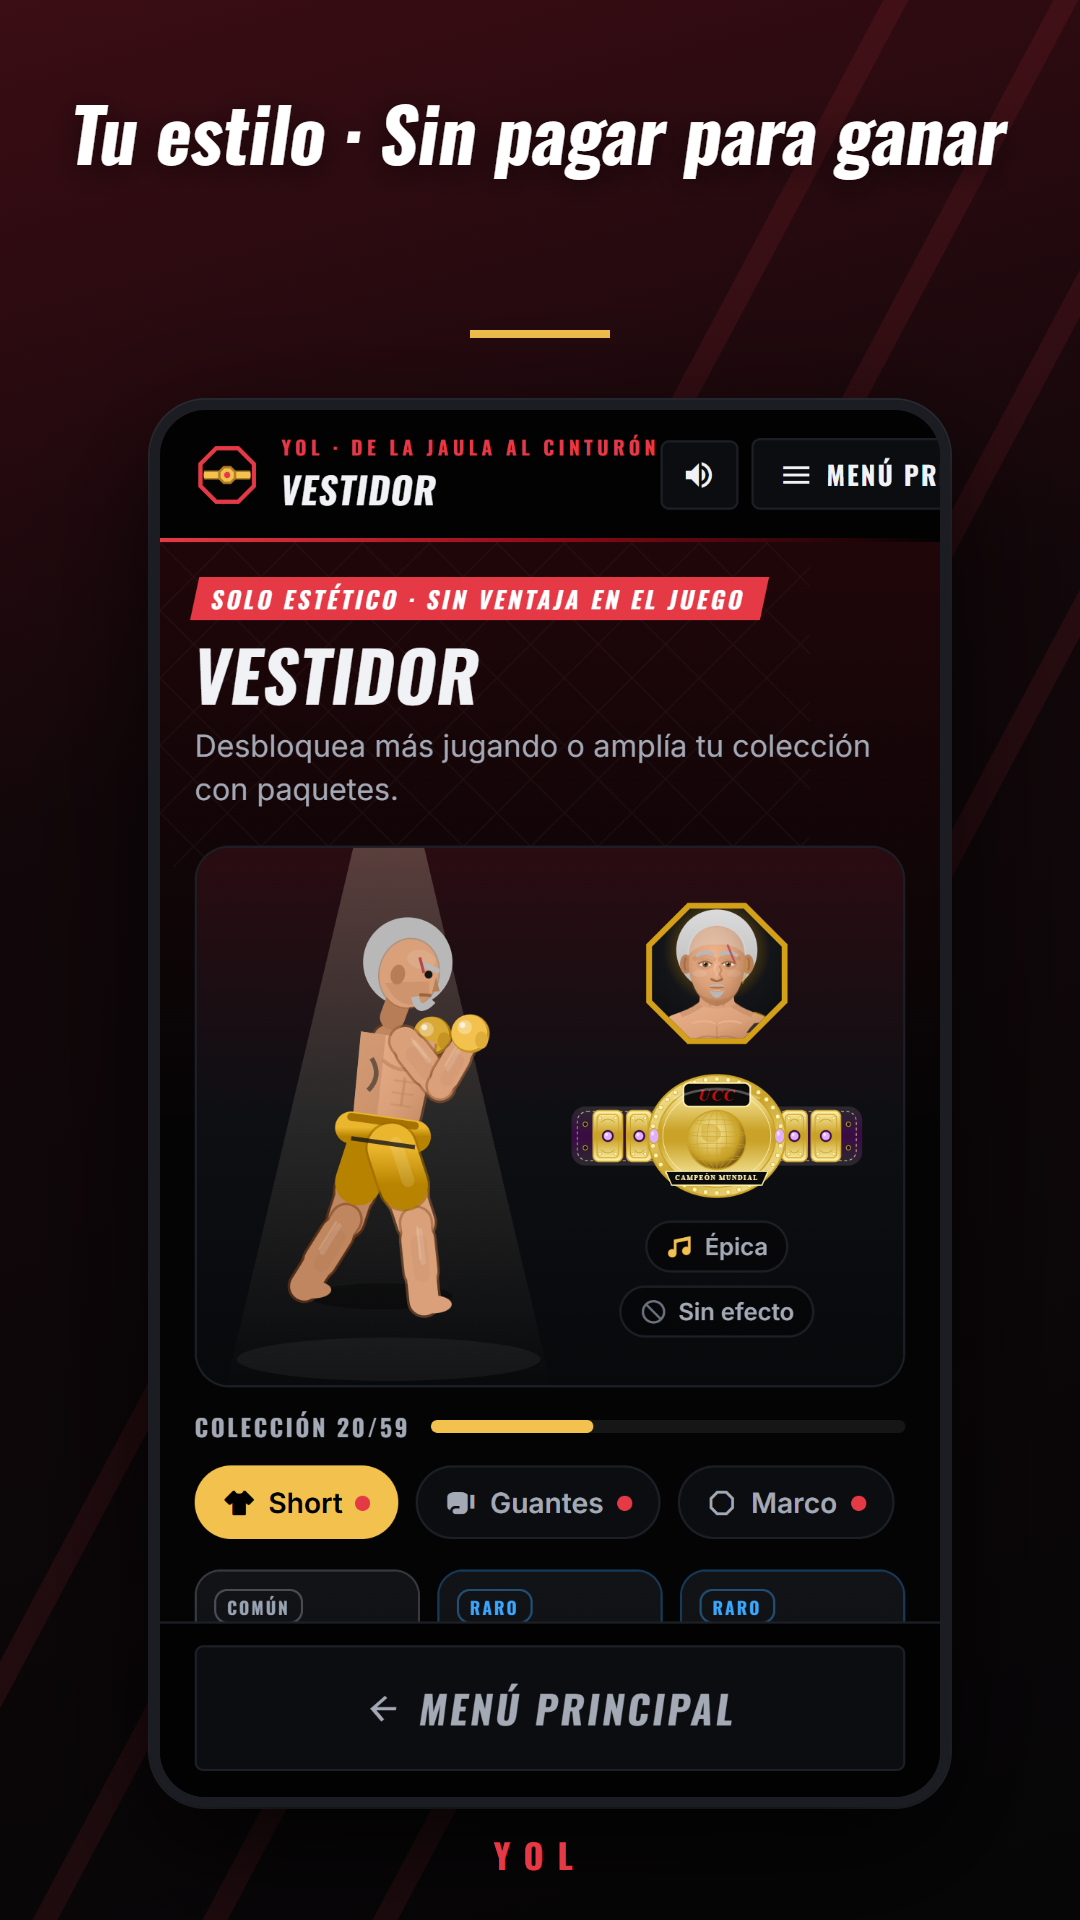 Tu estilo · Sin pagar para ganar
YOL · DE LA JAULA AL CINTURÓN
VESTIDOR
MENÚ PR
SOLO ESTÉTICO · SIN VENTAJA EN EL JUEGO
VESTIDOR
Desbloquea más jugando o amplía tu colección
con paquetes.
UCC
CAMPEÓN MUNDIAL
Épica
Sin efecto
COLECCIÓN 20/59
Short
Guantes
Marco
COMÚN
RARO
RARO
MENÚ PRINCIPAL
YOL